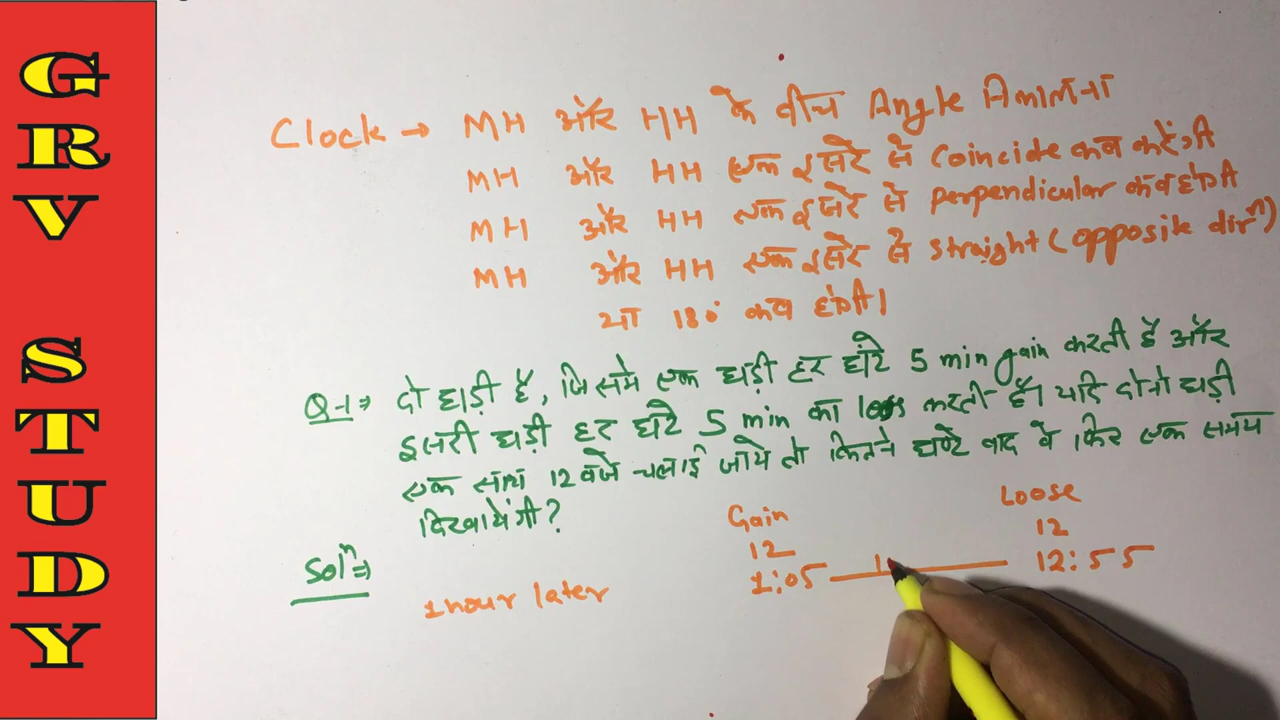 GRV STUDY
Clock → MH और HH के बीच Angle निकालना
MH और HH एक दूसरे से coincide कब करेंगी
MH और HH एक दूसरे से perpendicular कब होंगी
MH और HH एक दूसरे से straight (opposite dirⁿ)
या 180° कब होंगी।
Q-1⇒ दो घड़ी है, जिसमे एक घड़ी हर घंटे 5 min gain करती है और
दूसरी घड़ी हर घंटे 5 min का loss करती है। यदि दोनो घड़ी
एक साथ 12 बजे चलाई जाये तो कितने घण्टे बाद वे फिर एक समय
दिखायेंगी?
Solⁿ⇒
Gain Loose
12 12
1 hour later 1:05 1 12:55